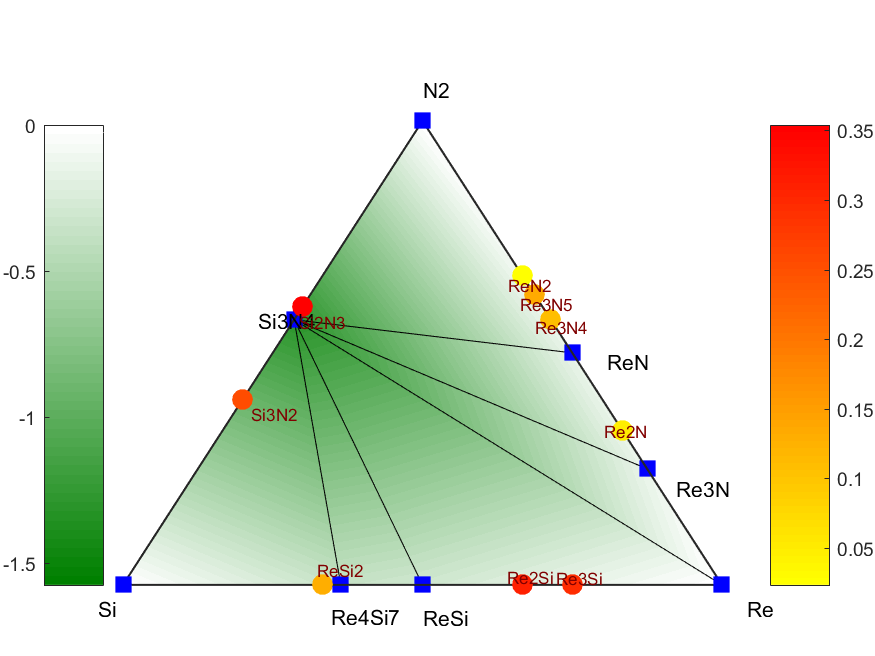 N2
0
0.35
0.3
-0.5
0.25
ReN2
Re3N5
Si3N4
Re3N4
0.2
ReN
0.15
-1
Si3N2
Re2N
0.1
Re3N
0.05
-1.5
ReSi2
Re2Si
Re3Si
Si
Re4Si7
ReSi
Re